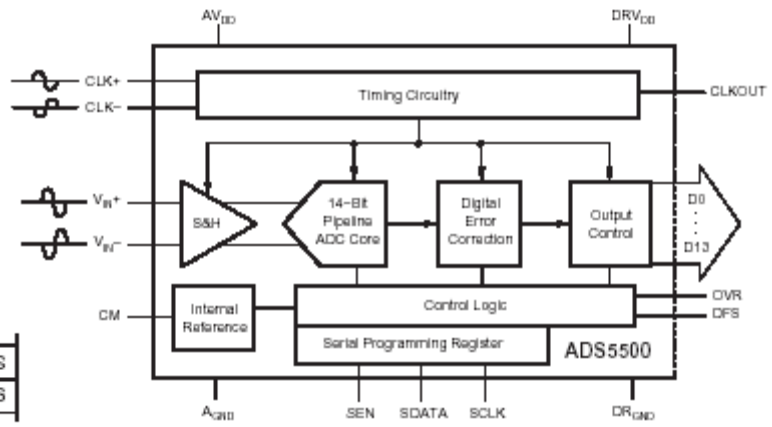 AVDD
DRVDD
CLK+
Timing Circuitry
CLKOUT
CLK−
VIN+
S&H
14−Bit
Pipeline
ADC Core
Digital
Error
Correction
Output
Control
D0
D13
VIN−
CM
Internal
Reference
Control Logic
OVR
DFS
Serial Programming Register
ADS5500
S
S
AGND
SEN
SDATA
SCLK
DRGND